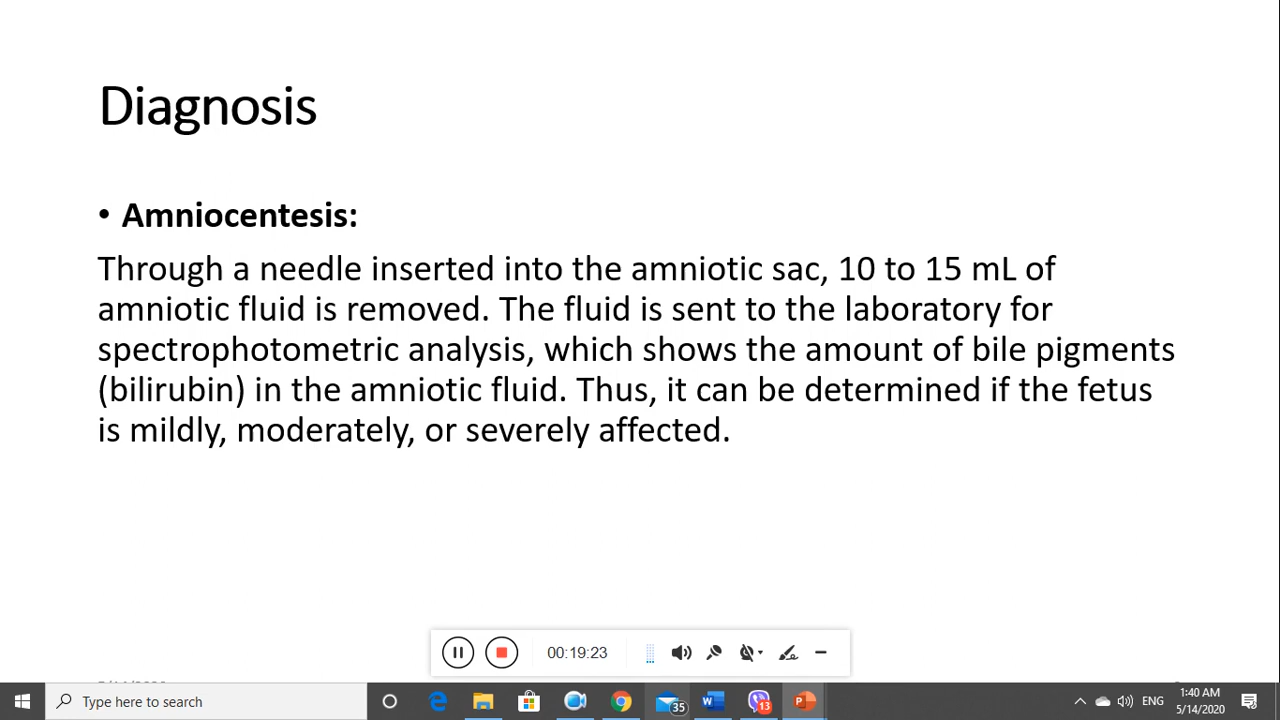 Diagnosis
• Amniocentesis:
Through a needle inserted into the amniotic sac, 10 to 15 mL of
amniotic fluid is removed. The fluid is sent to the laboratory for
spectrophotometric analysis, which shows the amount of bile pigments
(bilirubin) in the amniotic fluid. Thus, it can be determined if the fetus
is mildly, moderately, or severely affected.
00:19:23
Type here to search
35
13
ENG
1:40 AM
5/14/2020